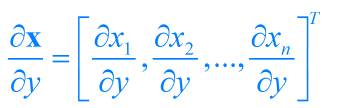 ∂𝐱/∂y = [∂x₁/∂y, ∂x₂/∂y, ..., ∂xₙ/∂y]ᵀ